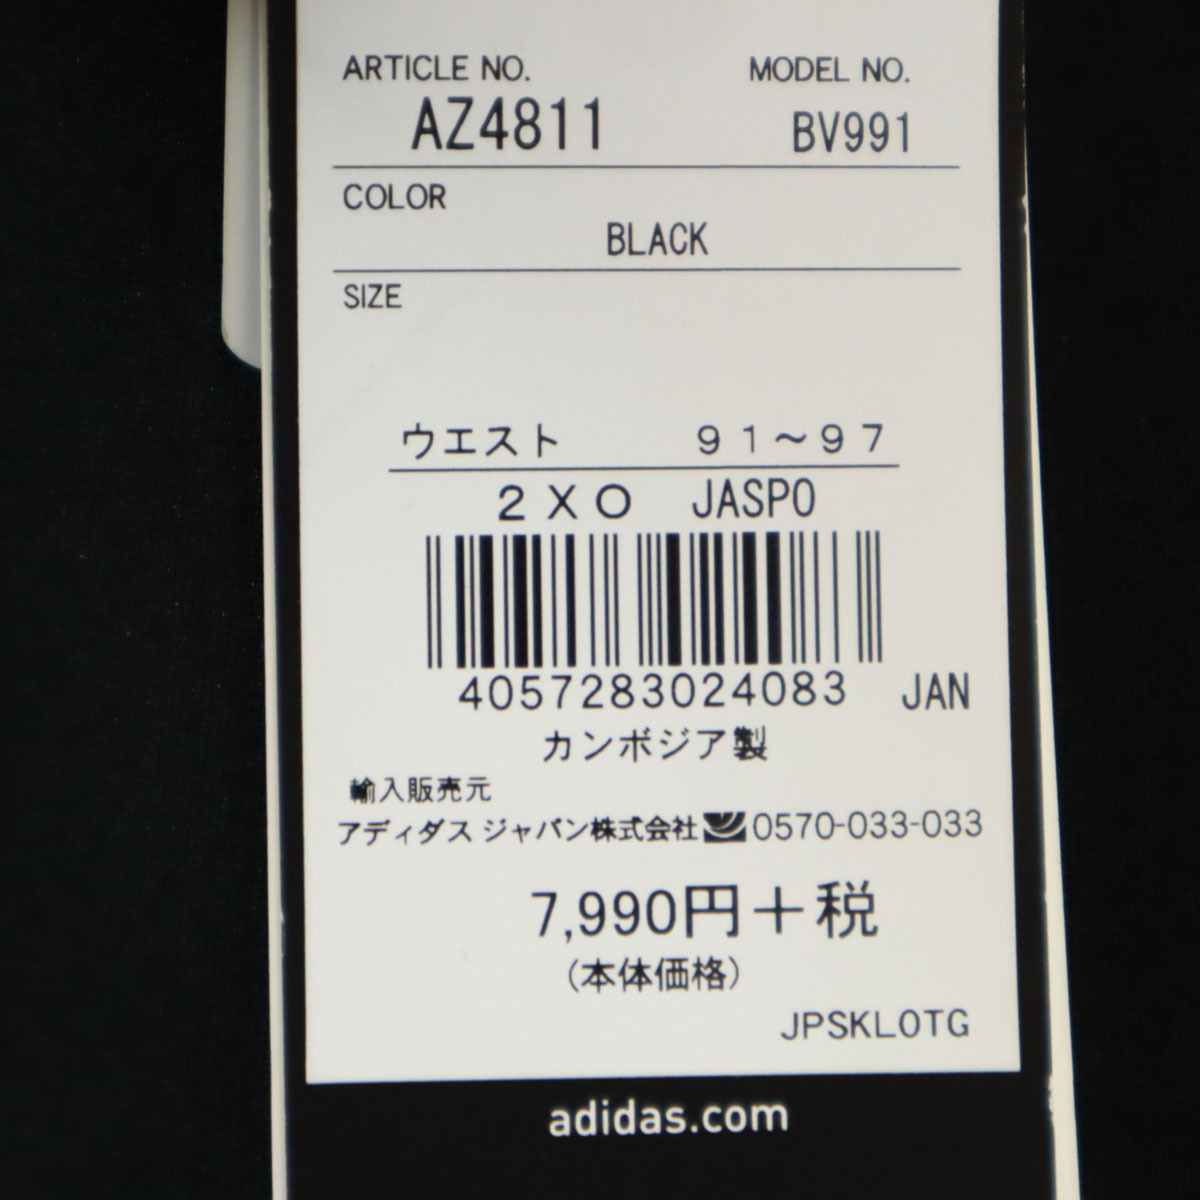 ARTICLE NO. MODEL NO.
AZ4811 BV991
COLOR
BLACK
SIZE
ウエスト ９１～９７
２ＸＯ JASPO
4057283024083 JAN
カンボジア製
輸入販売元
アディダス ジャパン株式会社 0570-033-033
7,990円＋税
(本体価格)
JPSKLOTG
adidas.com